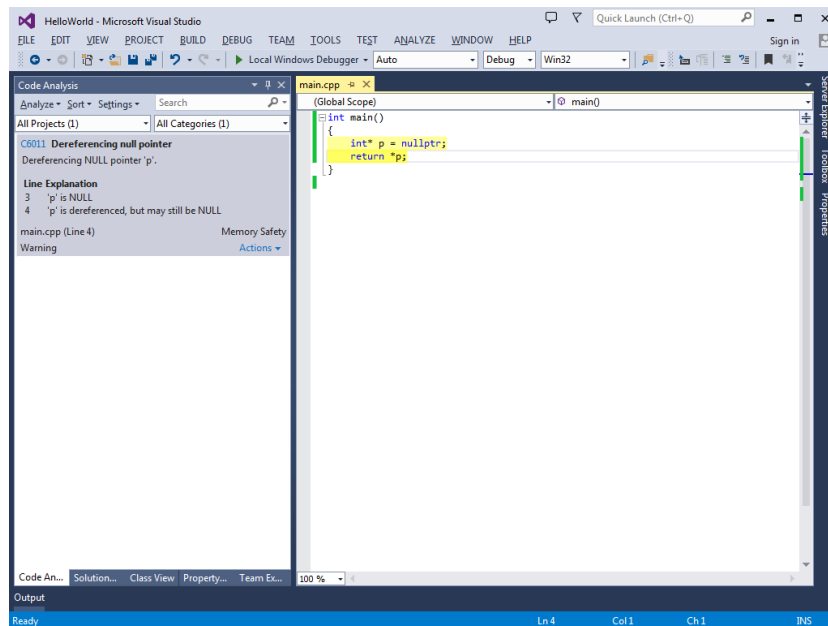 HelloWorld - Microsoft Visual Studio
Quick Launch (Ctrl+Q)
FILE EDIT VIEW PROJECT BUILD DEBUG TEAM TOOLS TEST ANALYZE WINDOW HELP
Sign in
Local Windows Debugger Auto Debug Win32
Code Analysis
Analyze Sort Settings Search
All Projects (1) All Categories (1)
C6011 Dereferencing null pointer
Dereferencing NULL pointer 'p'.
Line Explanation
3 'p' is NULL
4 'p' is dereferenced, but may still be NULL
main.cpp (Line 4) Memory Safety
Warning Actions
main.cpp
(Global Scope) main()
int main()
{
int* p = nullptr;
return *p;
}
Server Explorer
Toolbox
Properties
Code An... Solution... Class View Property... Team Ex...
100 %
Output
Ready Ln 4 Col 1 Ch 1 INS